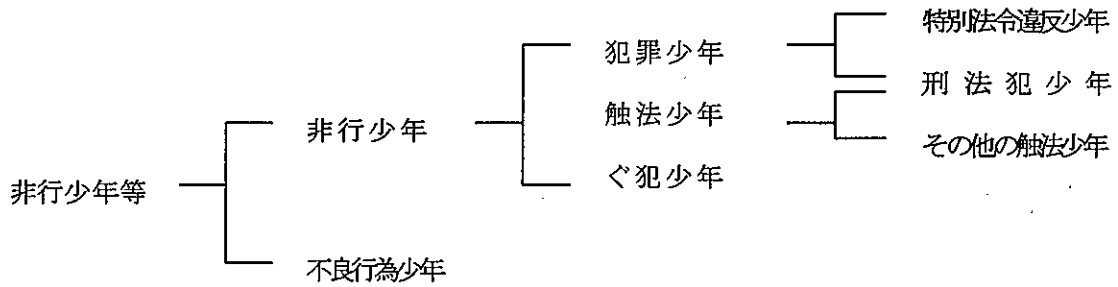 特別法令違反少年
犯罪少年
刑法犯少年
触法少年
非行少年
その他の触法少年
非行少年等
ぐ犯少年
不良行為少年